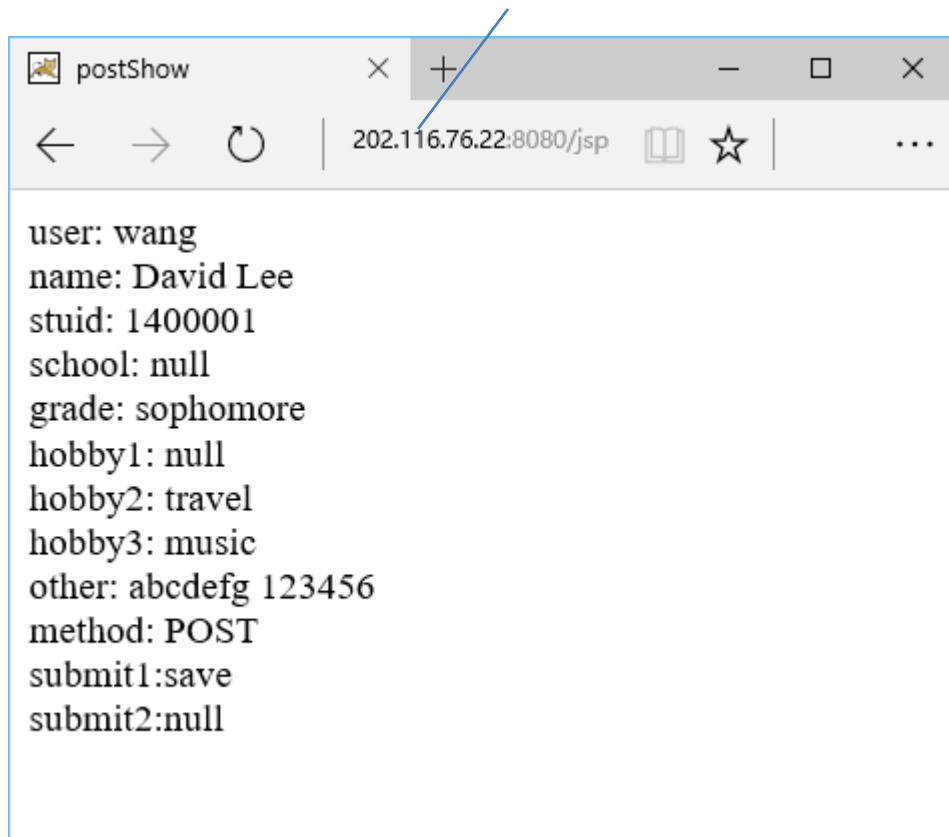 postShow
202.116.76.22:8080/jsp
user: wang
name: David Lee
stuid: 1400001
school: null
grade: sophomore
hobby1: null
hobby2: travel
hobby3: music
other: abcdefg 123456
method: POST
submit1:save
submit2:null